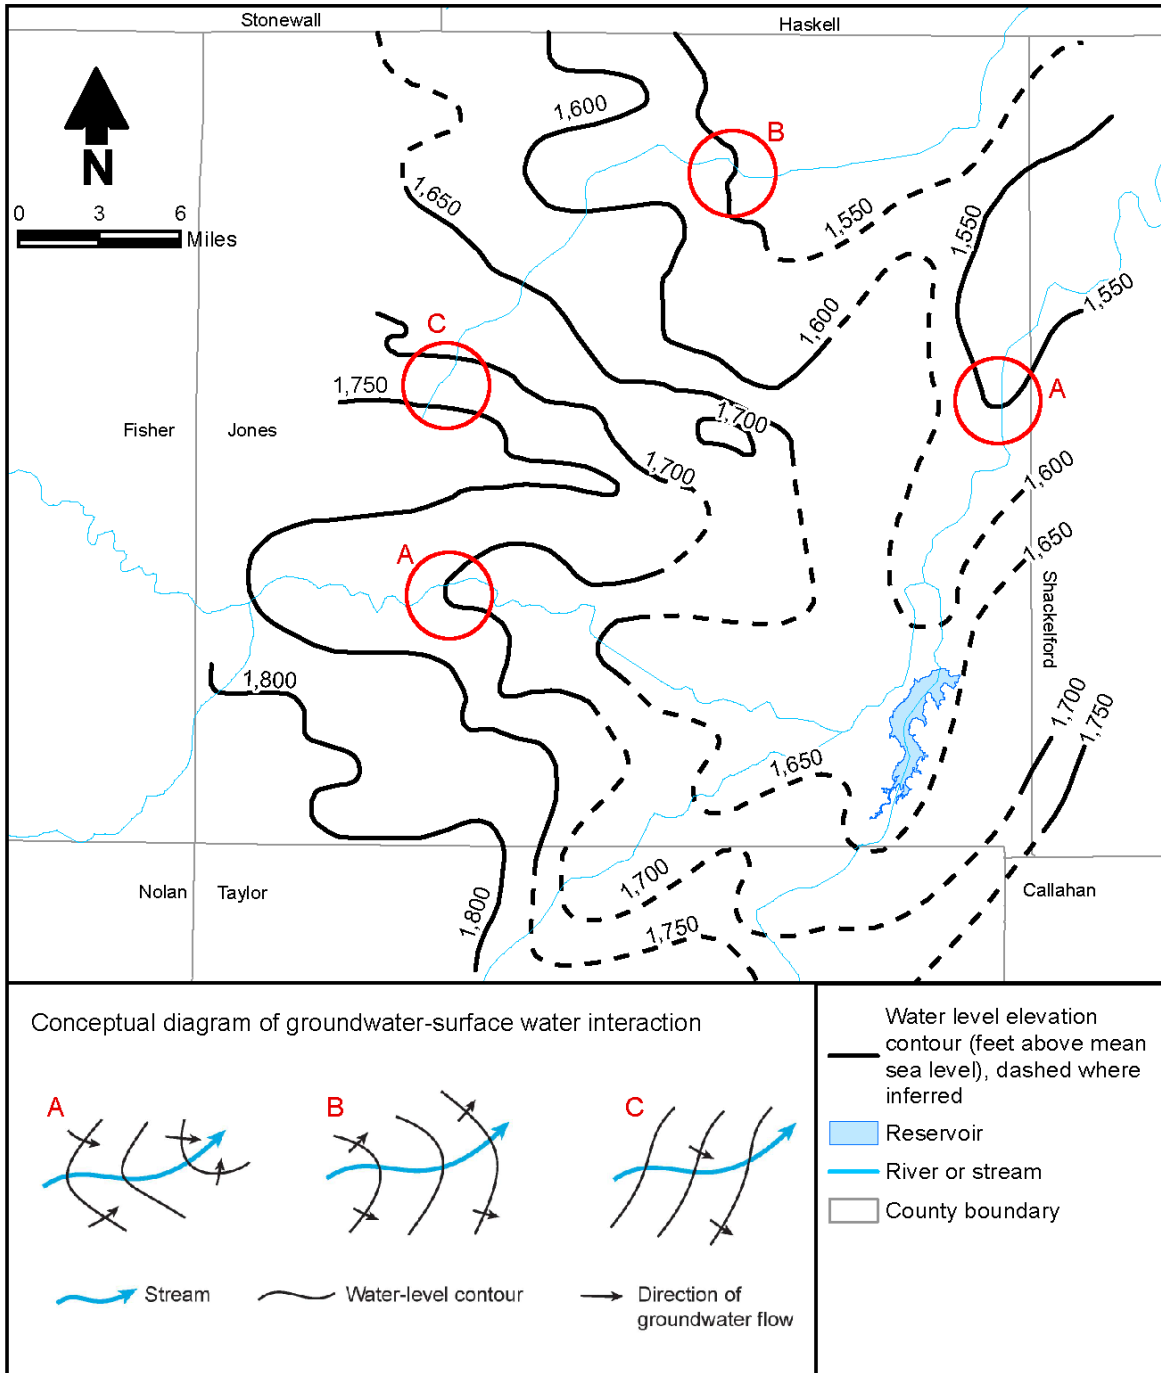 Stonewall
Haskell
N
0 3 6
Miles
1,600
B
1,650
1,550
1,550
1,550
1,600
C
1,750
A
Fisher
Jones
1,700
1,700
1,600
1,650
A
Shackelford
1,800
1,700
1,750
1,650
Nolan
Taylor
1,800
1,700
1,750
Callahan
Conceptual diagram of groundwater-surface water interaction
A
B
C
Stream
Water-level contour
Direction of
groundwater flow
Water level elevation
contour (feet above mean
sea level), dashed where
inferred
Reservoir
River or stream
County boundary